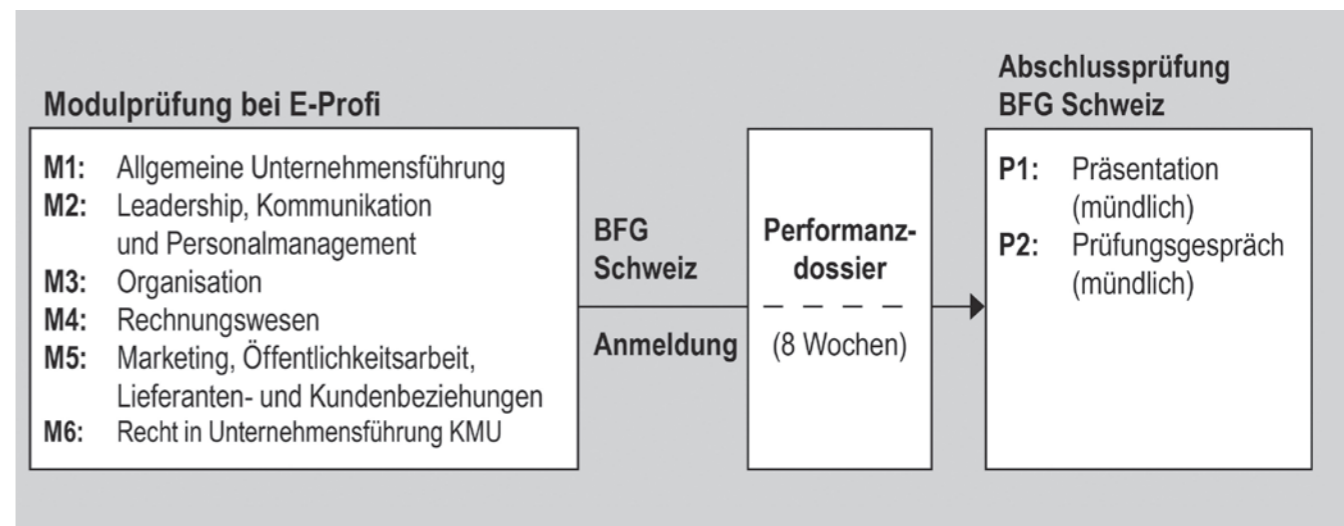 Modulprüfung bei E-Profi
M1: Allgemeine Unternehmensführung
M2: Leadership, Kommunikation
und Personalmanagement
M3: Organisation
M4: Rechnungswesen
M5: Marketing, Öffentlichkeitsarbeit,
Lieferanten- und Kundenbeziehungen
M6: Recht in Unternehmensführung KMU
BFG
Schweiz
Anmeldung
Performanz-
dossier
(8 Wochen)
Abschlussprüfung
BFG Schweiz
P1: Präsentation
(mündlich)
P2: Prüfungsgespräch
(mündlich)